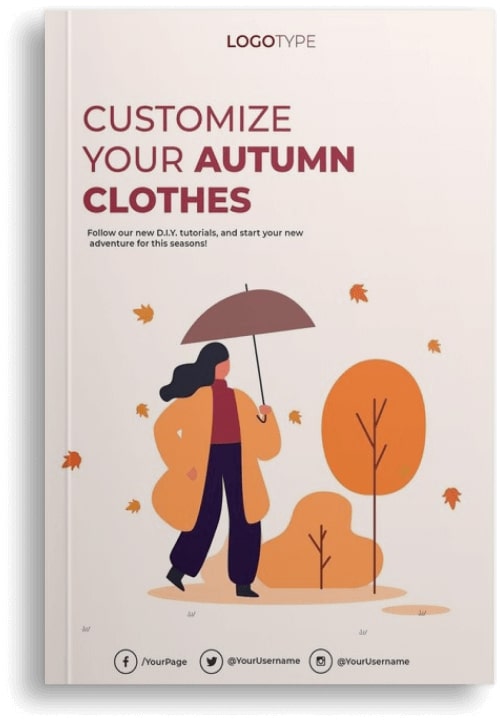 LOGOTYPE
CUSTOMIZE
YOUR AUTUMN
CLOTHES
Follow our new D.I.Y. tutorials, and start your new
adventure for this seasons!
/YourPage @YourUsername @YourUsername